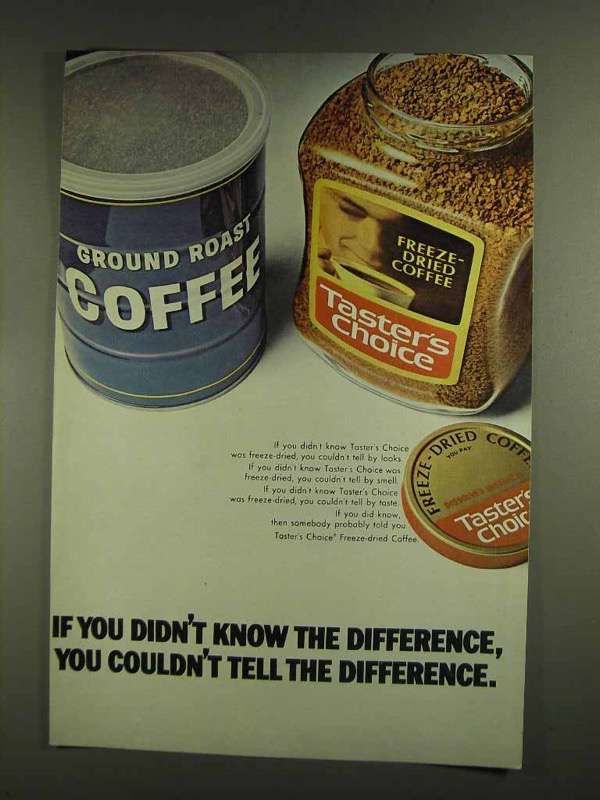 GROUND ROAST
COFFEE
FREEZE-
DRIED
COFFEE
Taster's
Choice
If you didn't know Taster's Choice
was freeze-dried, you couldn't tell by looks.
If you didn't know Taster's Choice was
freeze-dried, you couldn't tell by smell.
If you didn't know Taster's Choice
was freeze-dried, you couldn't tell by taste.
If you did know,
then somebody probably told you.
Taster's Choice® Freeze-dried Coffee.
FREEZE-DRIED COFFE
YOU PAY
Taster's
Choic
IF YOU DIDN'T KNOW THE DIFFERENCE,
YOU COULDN'T TELL THE DIFFERENCE.